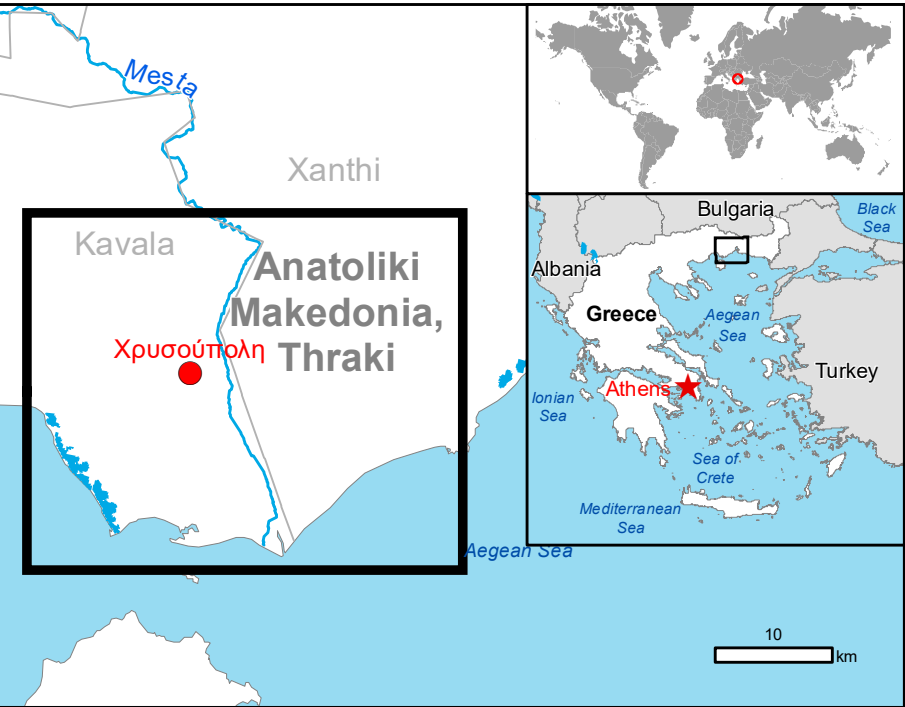 Mesta
Xanthi
Kavala
Anatoliki
Makedonia,
Thraki
Χρυσούπολη
Aegean Sea
10
km
Bulgaria
Black
Sea
Albania
Greece
Aegean
Sea
Turkey
Athens
Ionian
Sea
Sea of
Crete
Mediterranean
Sea